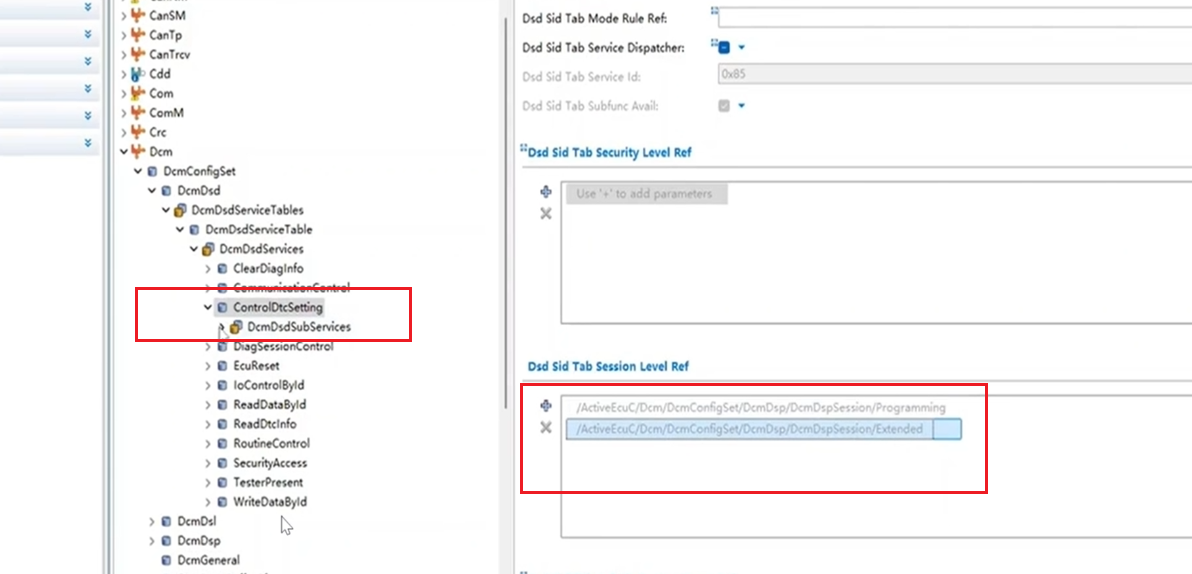 CanSM
CanTp
CanTrcv
Cdd
Com
ComM
Crc
Dcm
DcmConfigSet
DcmDsd
DcmDsdServiceTables
DcmDsdServiceTable
DcmDsdServices
ClearDiagInfo
CommunicationControl
ControlDtcSetting
DcmDsdSubServices
DiagSessionControl
EcuReset
IoControlById
ReadDataById
ReadDtcInfo
RoutineControl
SecurityAccess
TesterPresent
WriteDataById
DcmDsl
DcmDsp
DcmGeneral
Dsd Sid Tab Mode Rule Ref:
Dsd Sid Tab Service Dispatcher:
Dsd Sid Tab Service Id:
0x85
Dsd Sid Tab Subfunc Avail:
Dsd Sid Tab Security Level Ref
Use '+' to add parameters
Dsd Sid Tab Session Level Ref
/ActiveEcuC/Dcm/DcmConfigSet/DcmDsp/DcmDspSession/Programming
/ActiveEcuC/Dcm/DcmConfigSet/DcmDsp/DcmDspSession/Extended